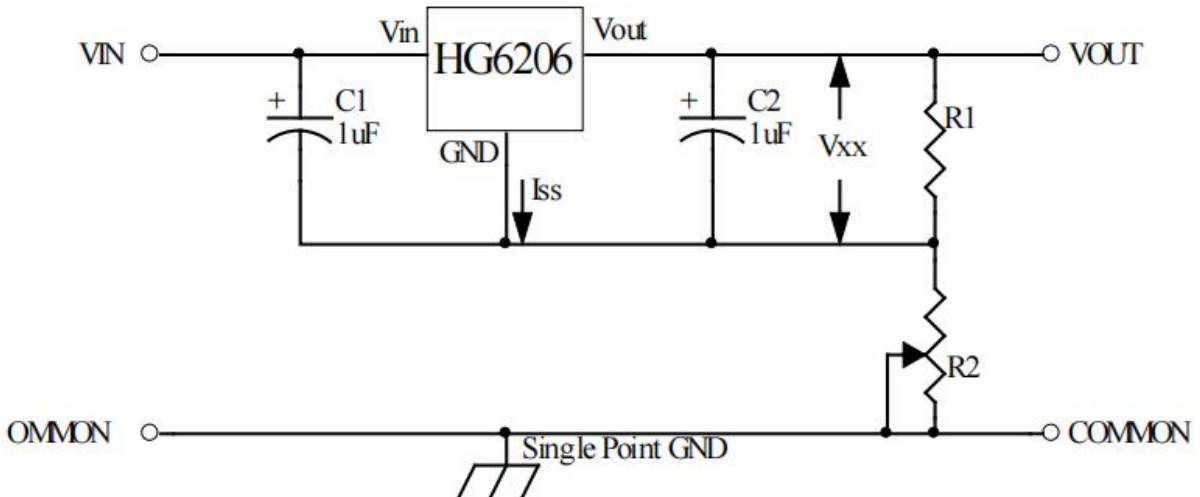 VIN
Vin
HG6206
Vout
VOUT
+
C1
1uF
GND
Iss
+
C2
1uF
Vxx
R1
R2
OMMON
Single Point GND
COMMON